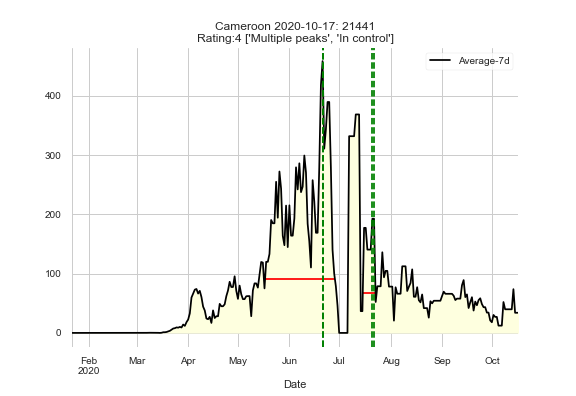 Cameroon 2020-10-17: 21441
Rating:4 ['Multiple peaks', 'In control']
Average-7d
400
300
200
100
0
Feb Mar Apr May Jun Jul Aug Sep Oct
2020
Date